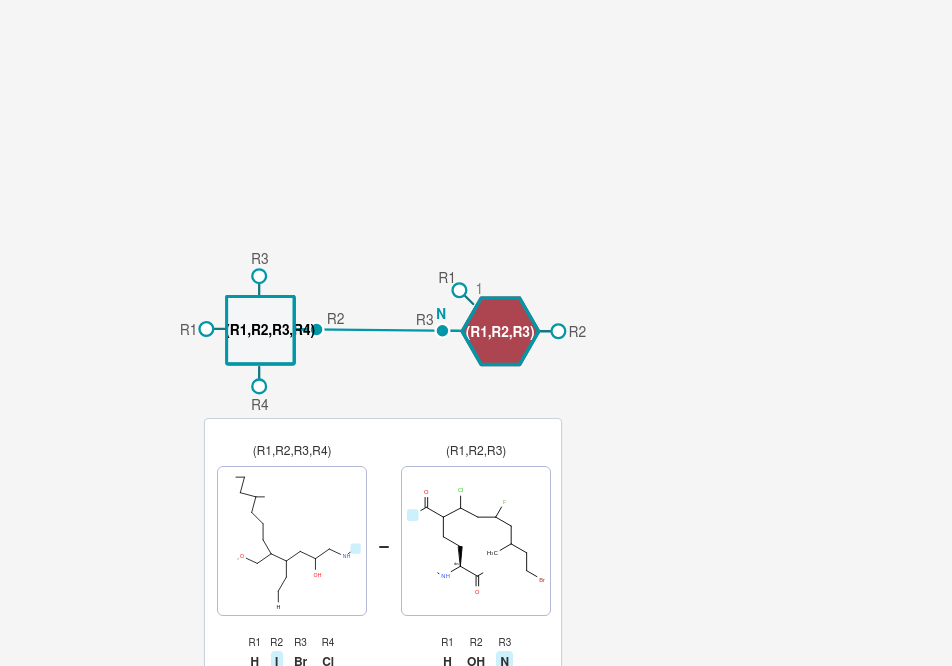 R3
R1
(R1,R2,R3,R4)
R2
R4
R1
1
R3
N
(R1,R2,R3)
R2
(R1,R2,R3,R4)
(R1,R2,R3)
O
NH
OH
H
O
Cl
F
H₃C
Br
NH
O
R1 R2 R3 R4
H I Br Cl
R1 R2 R3
H OH N